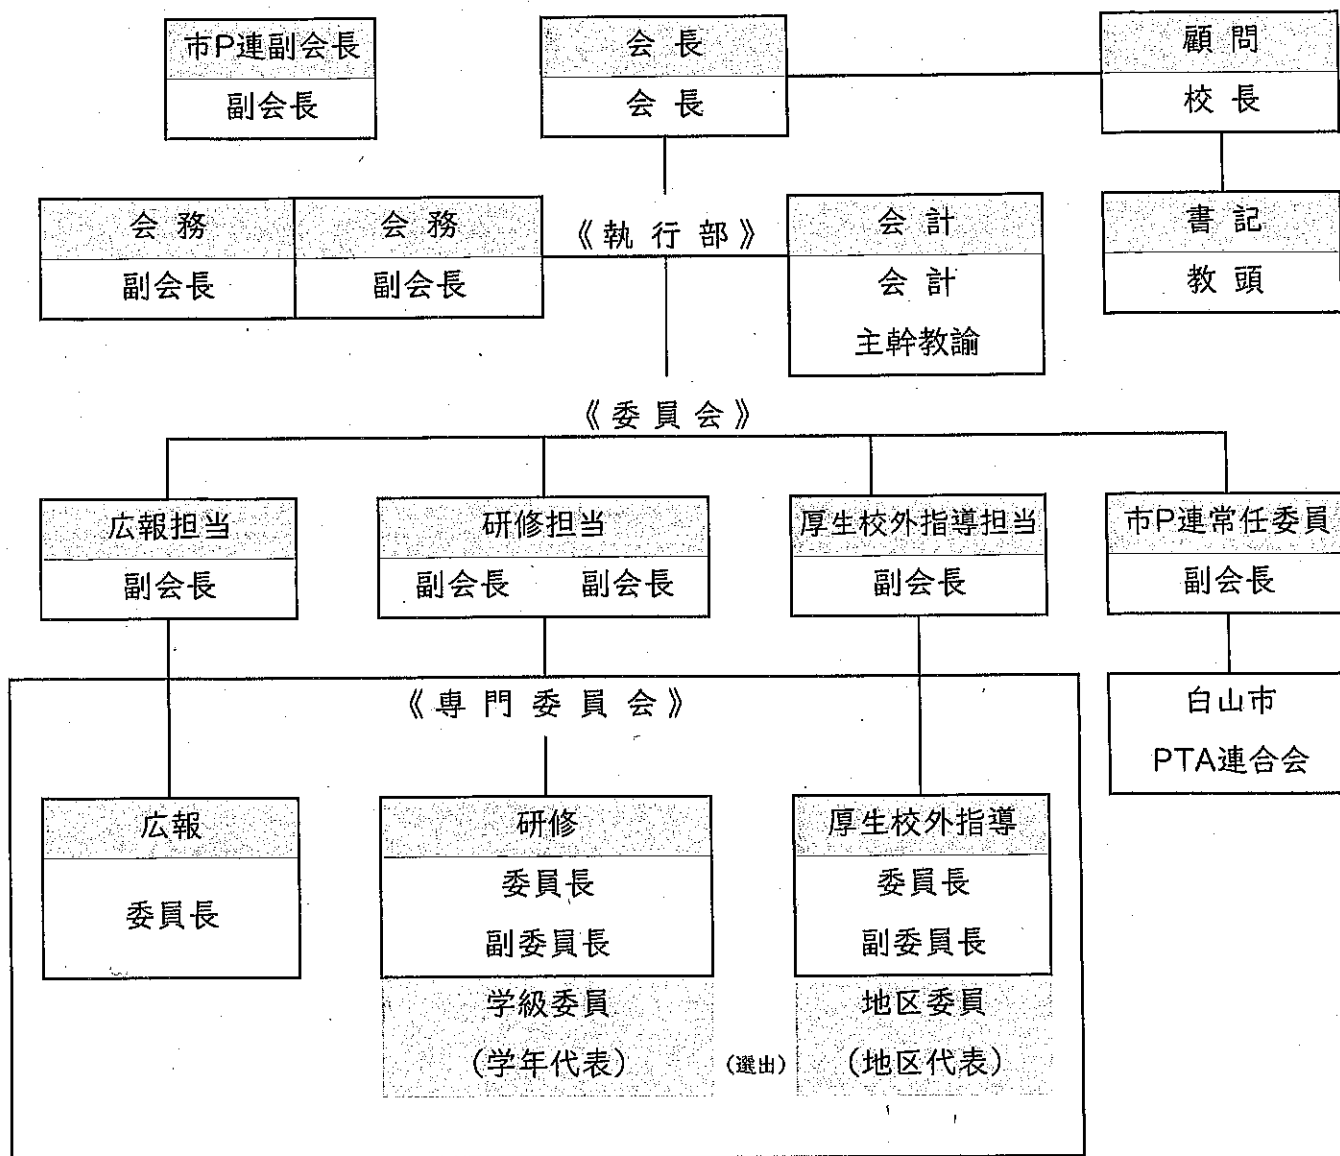 市P連副会長
副会長
会 長
会 長
顧 問
校 長
会 務
副会長
会 務
副会長
《 執 行 部 》
会 計
会 計
主幹教諭
書 記
教 頭
《 委 員 会 》
広報担当
副会長
研修担当
副会長 副会長
厚生校外指導担当
副会長
市P連常任委員
副会長
白山市
PTA連合会
《 専 門 委 員 会 》
広報
委員長
研修
委員長
副委員長
学級委員
(学年代表)
(選出)
厚生校外指導
委員長
副委員長
地区委員
(地区代表)